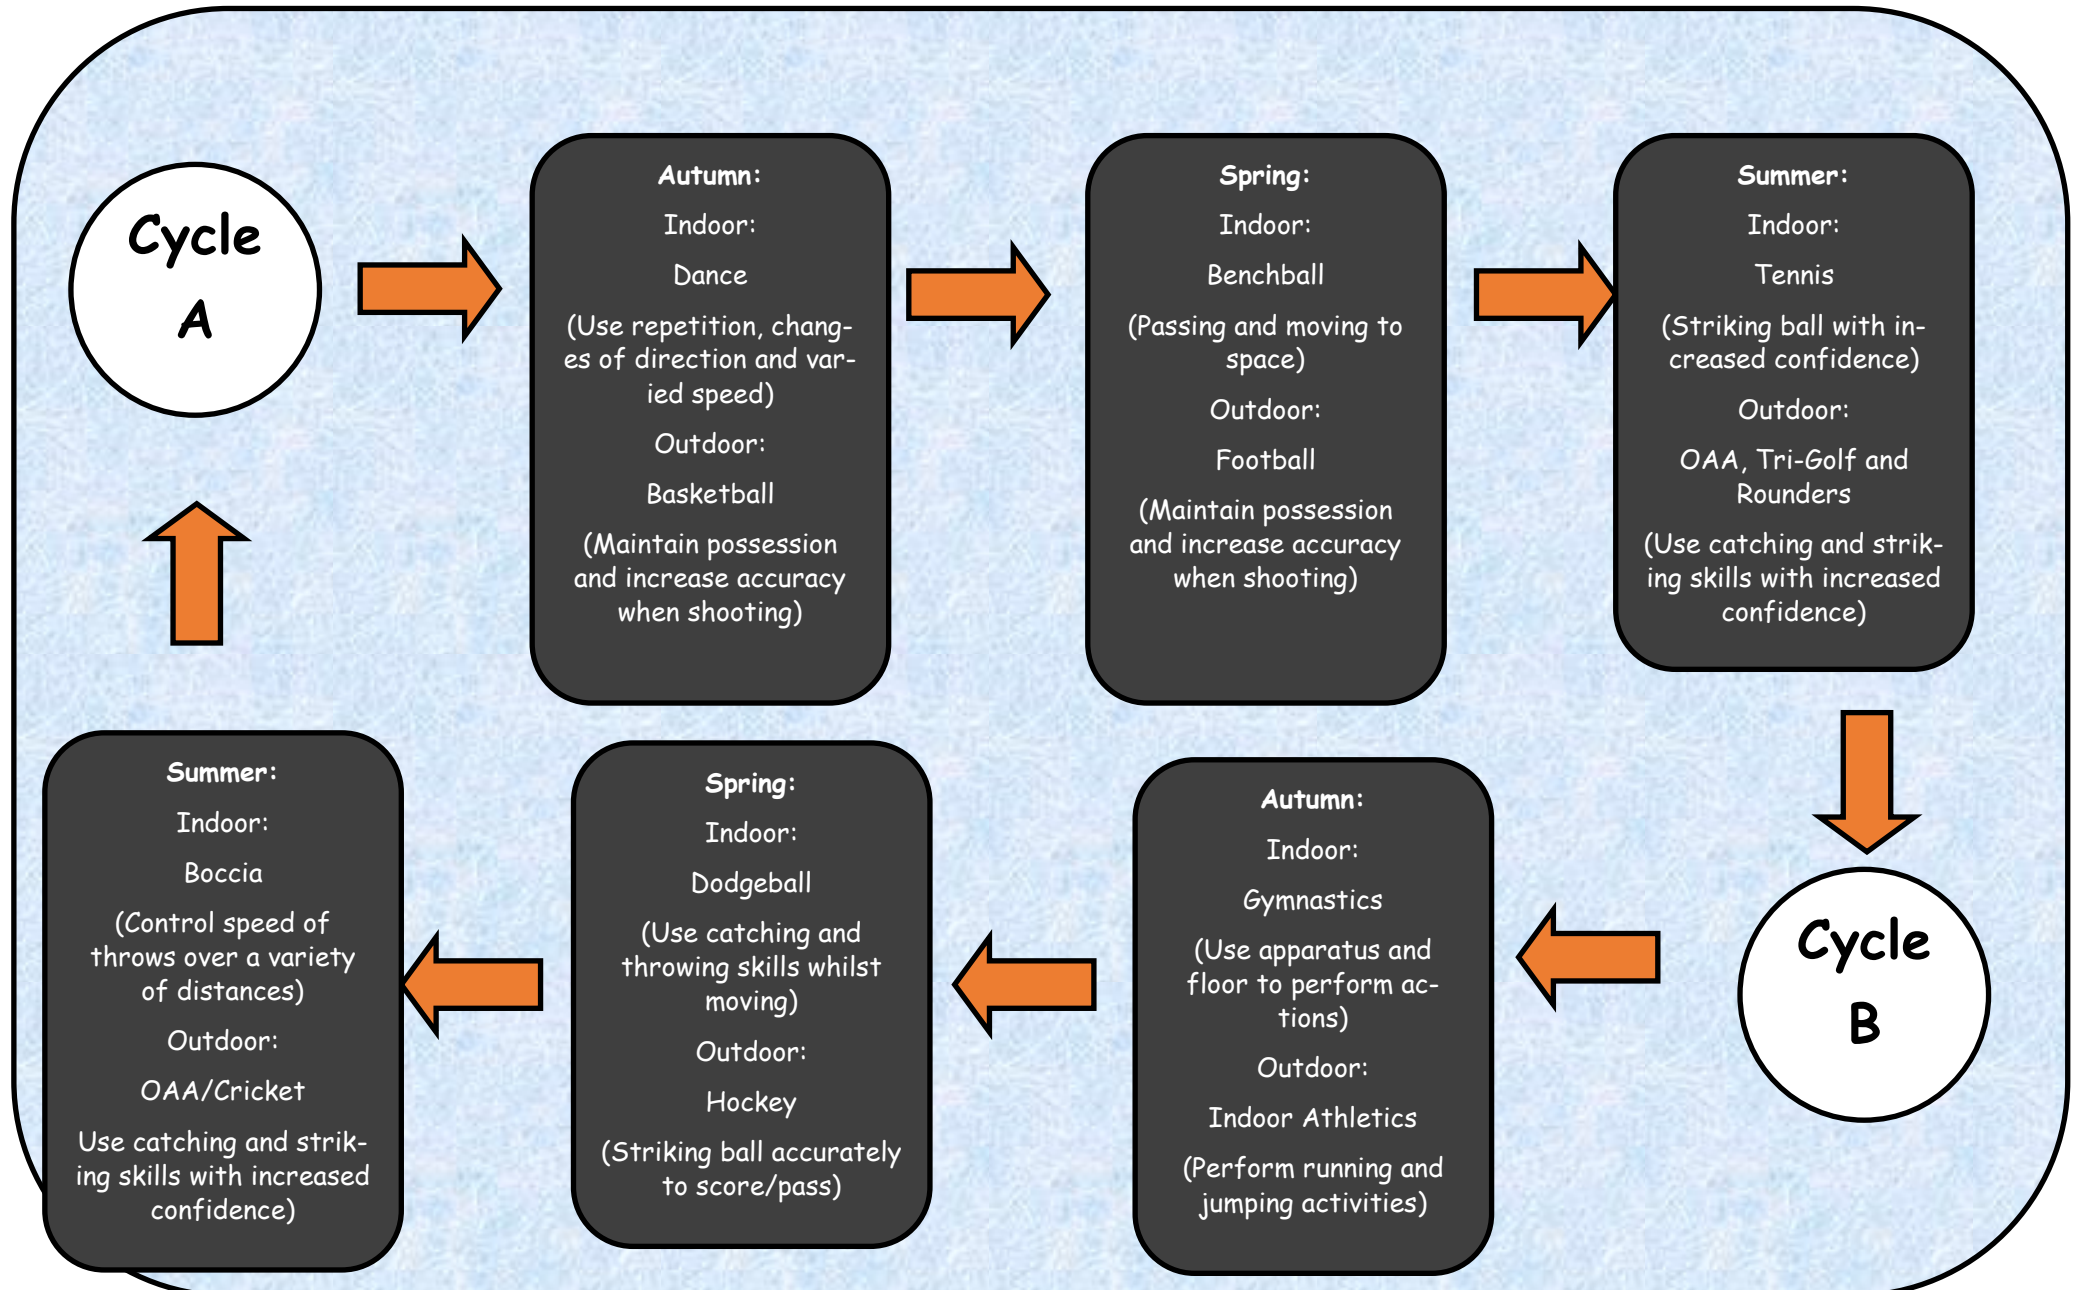 Cycle
A
Autumn:
Indoor:
Dance
(Use repetition, chang-
es of direction and var-
ied speed)
Outdoor:
Basketball
(Maintain possession
and increase accuracy
when shooting)
Spring:
Indoor:
Benchball
(Passing and moving to
space)
Outdoor:
Football
(Maintain possession
and increase accuracy
when shooting)
Summer:
Indoor:
Tennis
(Striking ball with in-
creased confidence)
Outdoor:
OAA, Tri-Golf and
Rounders
(Use catching and strik-
ing skills with increased
confidence)
Cycle
B
Autumn:
Indoor:
Gymnastics
(Use apparatus and
floor to perform ac-
tions)
Outdoor:
Indoor Athletics
(Perform running and
jumping activities)
Spring:
Indoor:
Dodgeball
(Use catching and
throwing skills whilst
moving)
Outdoor:
Hockey
(Striking ball accurately
to score/pass)
Summer:
Indoor:
Boccia
(Control speed of
throws over a variety
of distances)
Outdoor:
OAA/Cricket
Use catching and strik-
ing skills with increased
confidence)